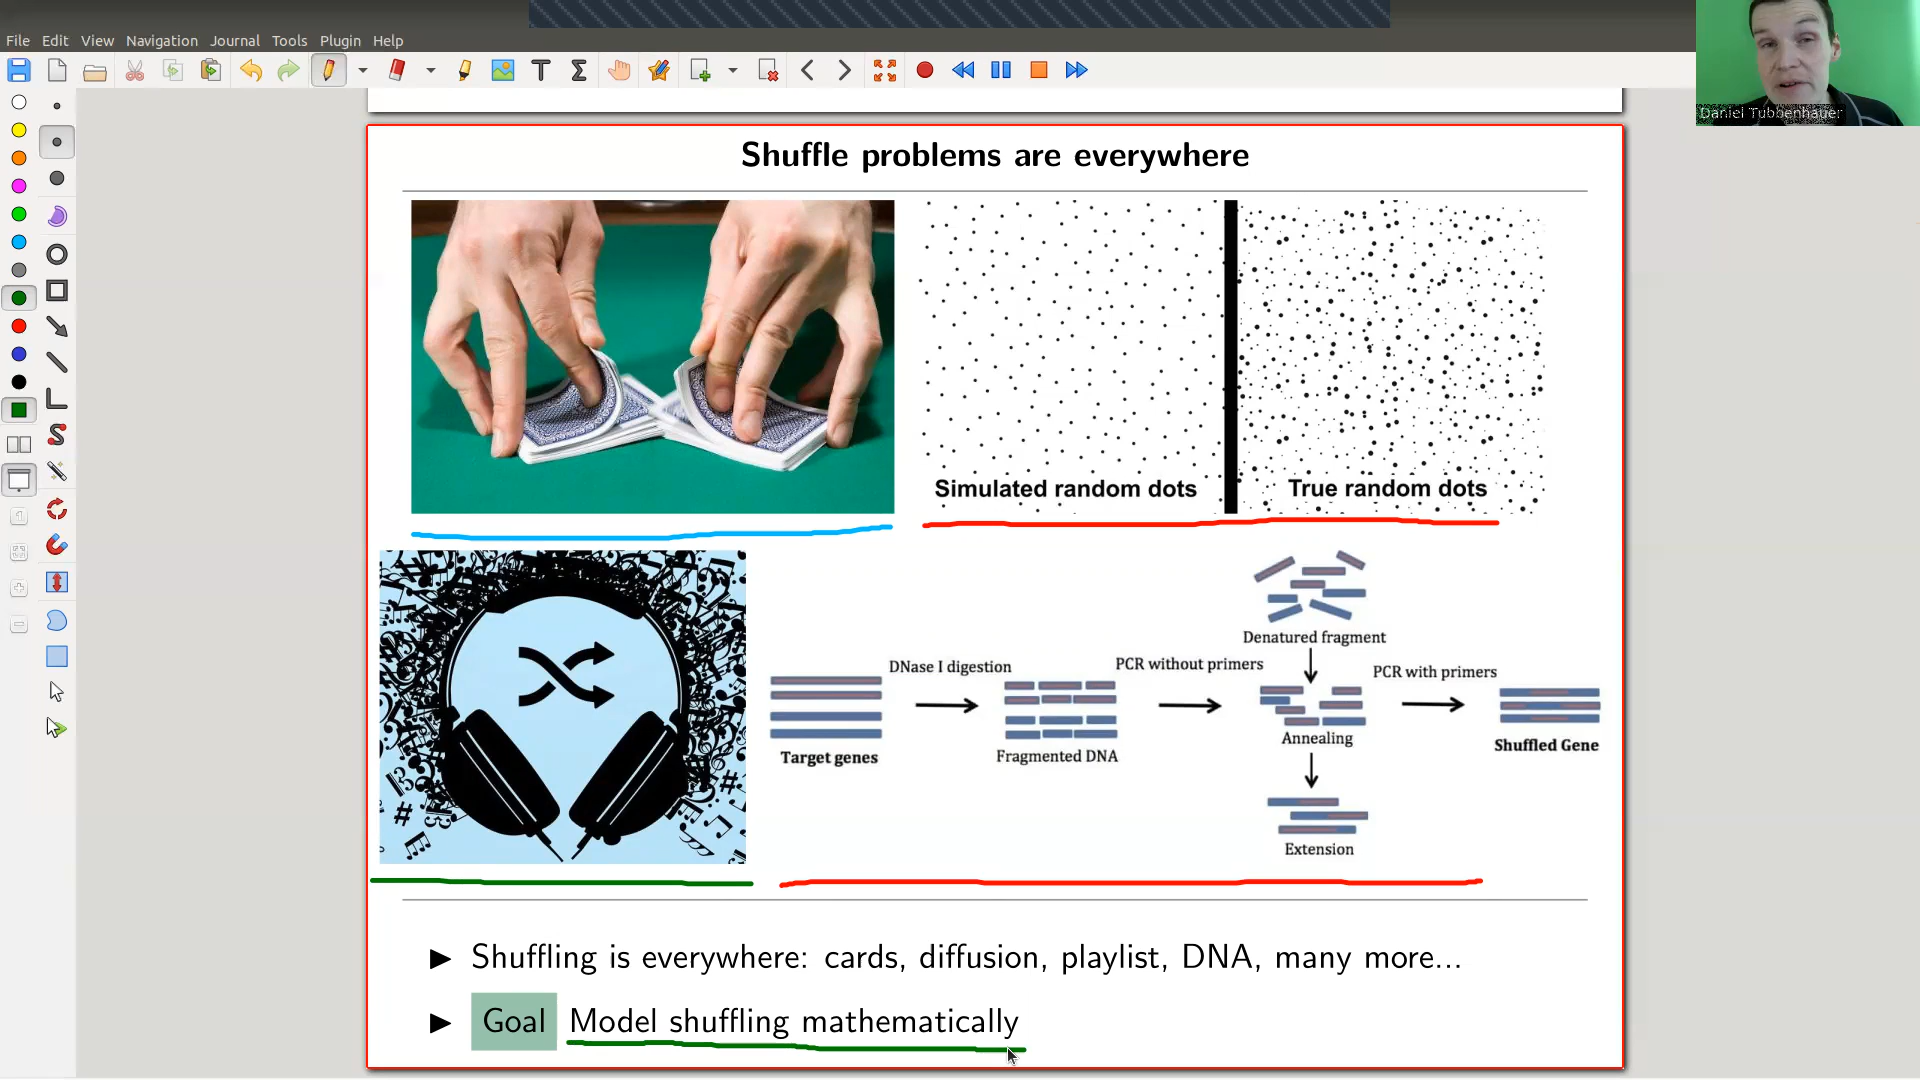 File Edit View Navigation Journal Tools Plugin Help
Daniel Tubbenhauer
Shuffle problems are everywhere
Simulated random dots
True random dots
Denatured fragment
DNase I digestion
PCR without primers
PCR with primers
Target genes
Fragmented DNA
Annealing
Shuffled Gene
Extension
► Shuffling is everywhere: cards, diffusion, playlist, DNA, many more...
► Goal Model shuffling mathematically